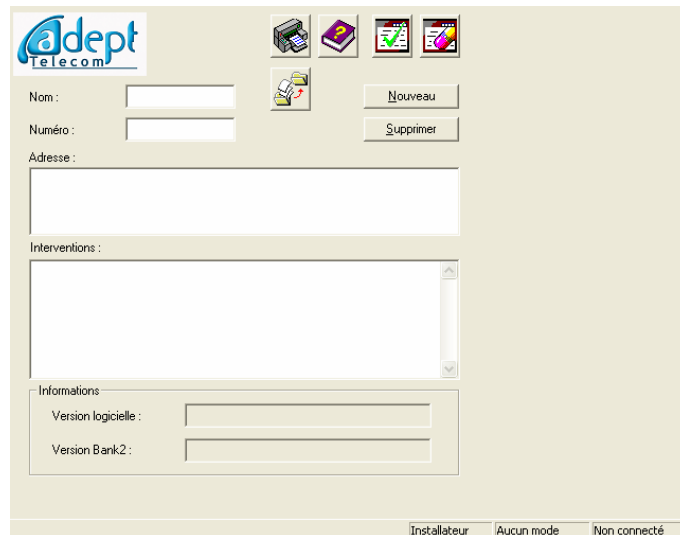 adept
Telecom
Nom :
Nouveau
Numéro :
Supprimer
Adresse :
Interventions :
Informations
Version logicielle :
Version Bank2 :
Installateur Aucun mode Non connecté